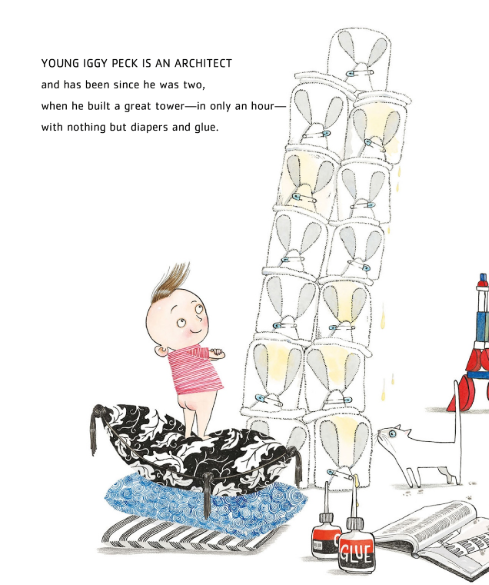 YOUNG IGGY PECK IS AN ARCHITECT
and has been since he was two,
when he built a great tower—in only an hour—
with nothing but diapers and glue.
GLUE